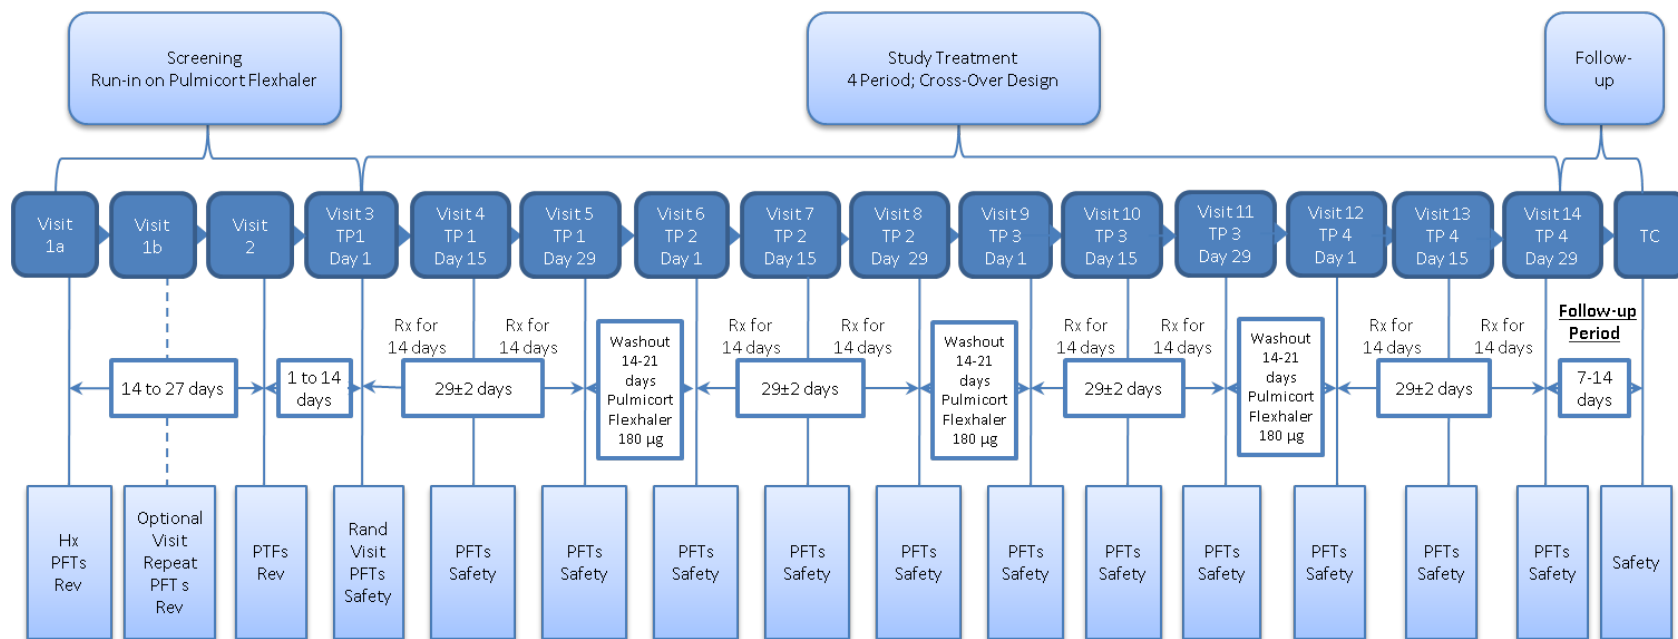 Screening
Run-in on Pulmicort Flexhaler
Study Treatment
4 Period; Cross-Over Design
Follow-
up
Visit
1a
Visit
1b
Visit
2
Visit 3
TP1
Day 1
Visit 4
TP 1
Day 15
Visit 5
TP 1
Day 29
Visit 6
TP 2
Day 1
Visit 7
TP 2
Day 15
Visit 8
TP 2
Day 29
Visit 9
TP 3
Day 1
Visit 10
TP 3
Day 15
Visit 11
TP 3
Day 29
Visit 12
TP 4
Day 1
Visit 13
TP 4
Day 15
Visit 14
TP 4
Day 29
TC
14 to 27 days
1 to 14
days
Rx for
14 days
Rx for
14 days
29±2 days
Washout
14-21
days
Pulmicort
Flexhaler
180 µg
Rx for
14 days
Rx for
14 days
29±2 days
Washout
14-21
days
Pulmicort
Flexhaler
180 µg
Rx for
14 days
Rx for
14 days
29±2 days
Washout
14-21
days
Pulmicort
Flexhaler
180 µg
Rx for
14 days
Rx for
14 days
29±2 days
Follow-up
Period
7-14
days
Hx
PFTs
Rev
Optional
Visit
Repeat
PFT s
Rev
PTFs
Rev
Rand
Visit
PFTs
Safety
PFTs
Safety
PFTs
Safety
PFTs
Safety
PFTs
Safety
PFTs
Safety
PFTs
Safety
PFTs
Safety
PFTs
Safety
PFTs
Safety
PFTs
Safety
PFTs
Safety
Safety